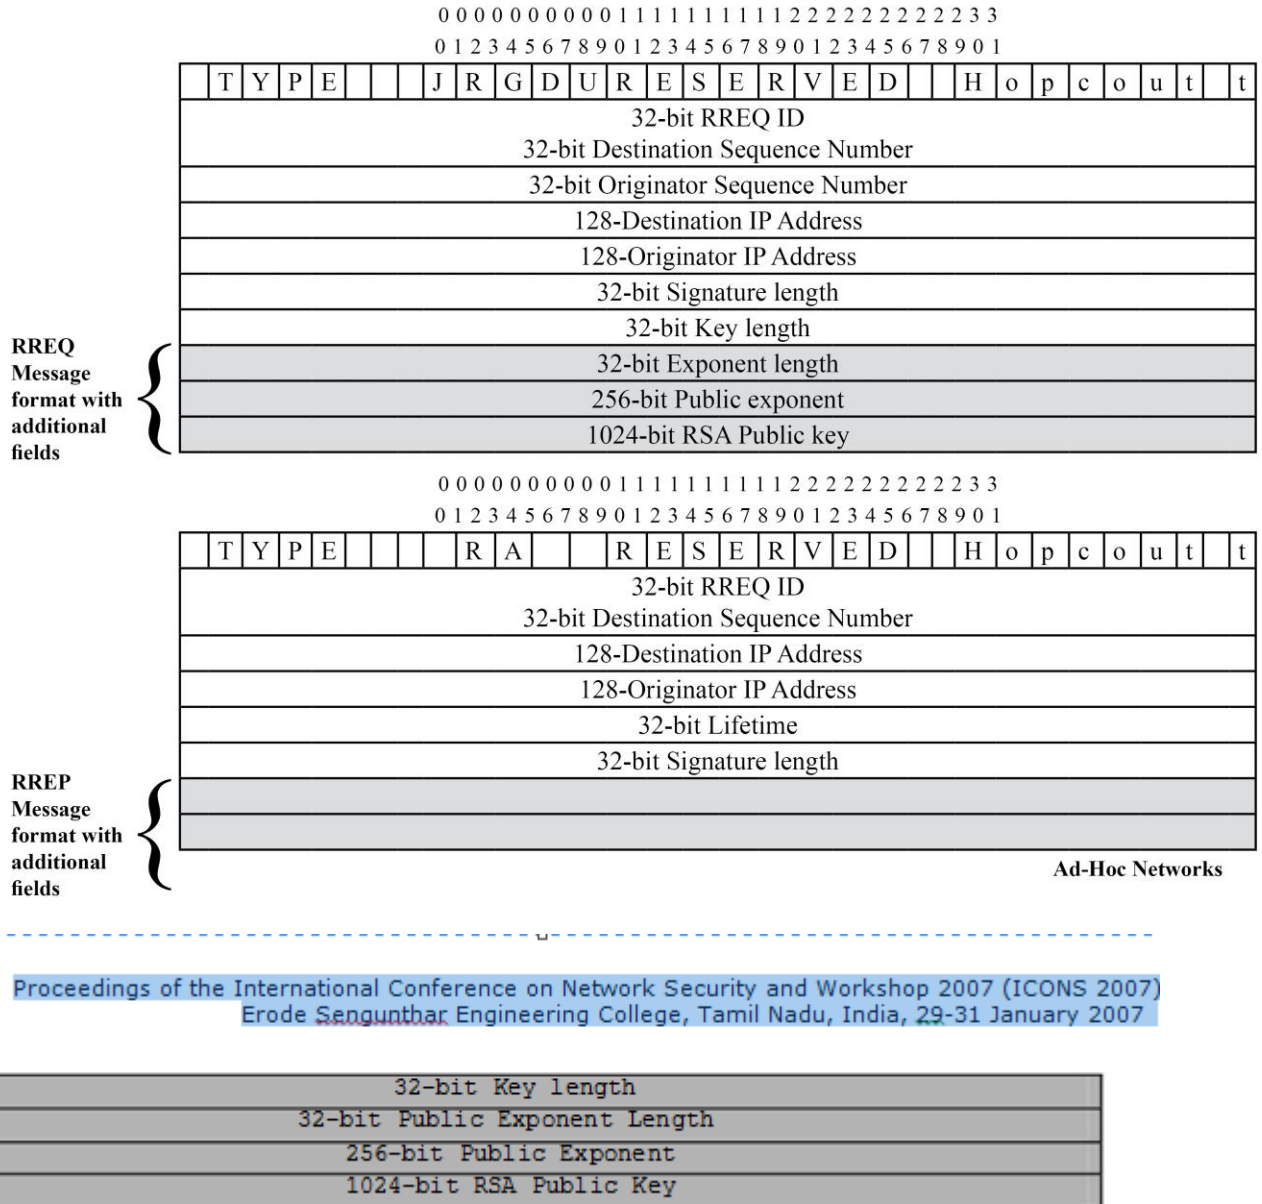 0 0 0 0 0 0 0 0 0 0 1 1 1 1 1 1 1 1 1 1 2 2 2 2 2 2 2 2 2 2 3 3
0 1 2 3 4 5 6 7 8 9 0 1 2 3 4 5 6 7 8 9 0 1 2 3 4 5 6 7 8 9 0 1
T Y P E J R G D U R E S E R V E D H o p c o u t t
32-bit RREQ ID
32-bit Destination Sequence Number
32-bit Originator Sequence Number
128-Destination IP Address
128-Originator IP Address
32-bit Signature length
32-bit Key length
RREQ
Message
format with
additional
fields
32-bit Exponent length
256-bit Public exponent
1024-bit RSA Public key
0 0 0 0 0 0 0 0 0 0 1 1 1 1 1 1 1 1 1 1 2 2 2 2 2 2 2 2 2 2 3 3
0 1 2 3 4 5 6 7 8 9 0 1 2 3 4 5 6 7 8 9 0 1 2 3 4 5 6 7 8 9 0 1
T Y P E R A R E S E R V E D H o p c o u t t
32-bit RREQ ID
32-bit Destination Sequence Number
128-Destination IP Address
128-Originator IP Address
32-bit Lifetime
32-bit Signature length
RREP
Message
format with
additional
fields
Ad-Hoc Networks
Proceedings of the International Conference on Network Security and Workshop 2007 (ICONS 2007)
Erode Sengunthar Engineering College, Tamil Nadu, India, 29-31 January 2007
32-bit Key length
32-bit Public Exponent Length
256-bit Public Exponent
1024-bit RSA Public Key